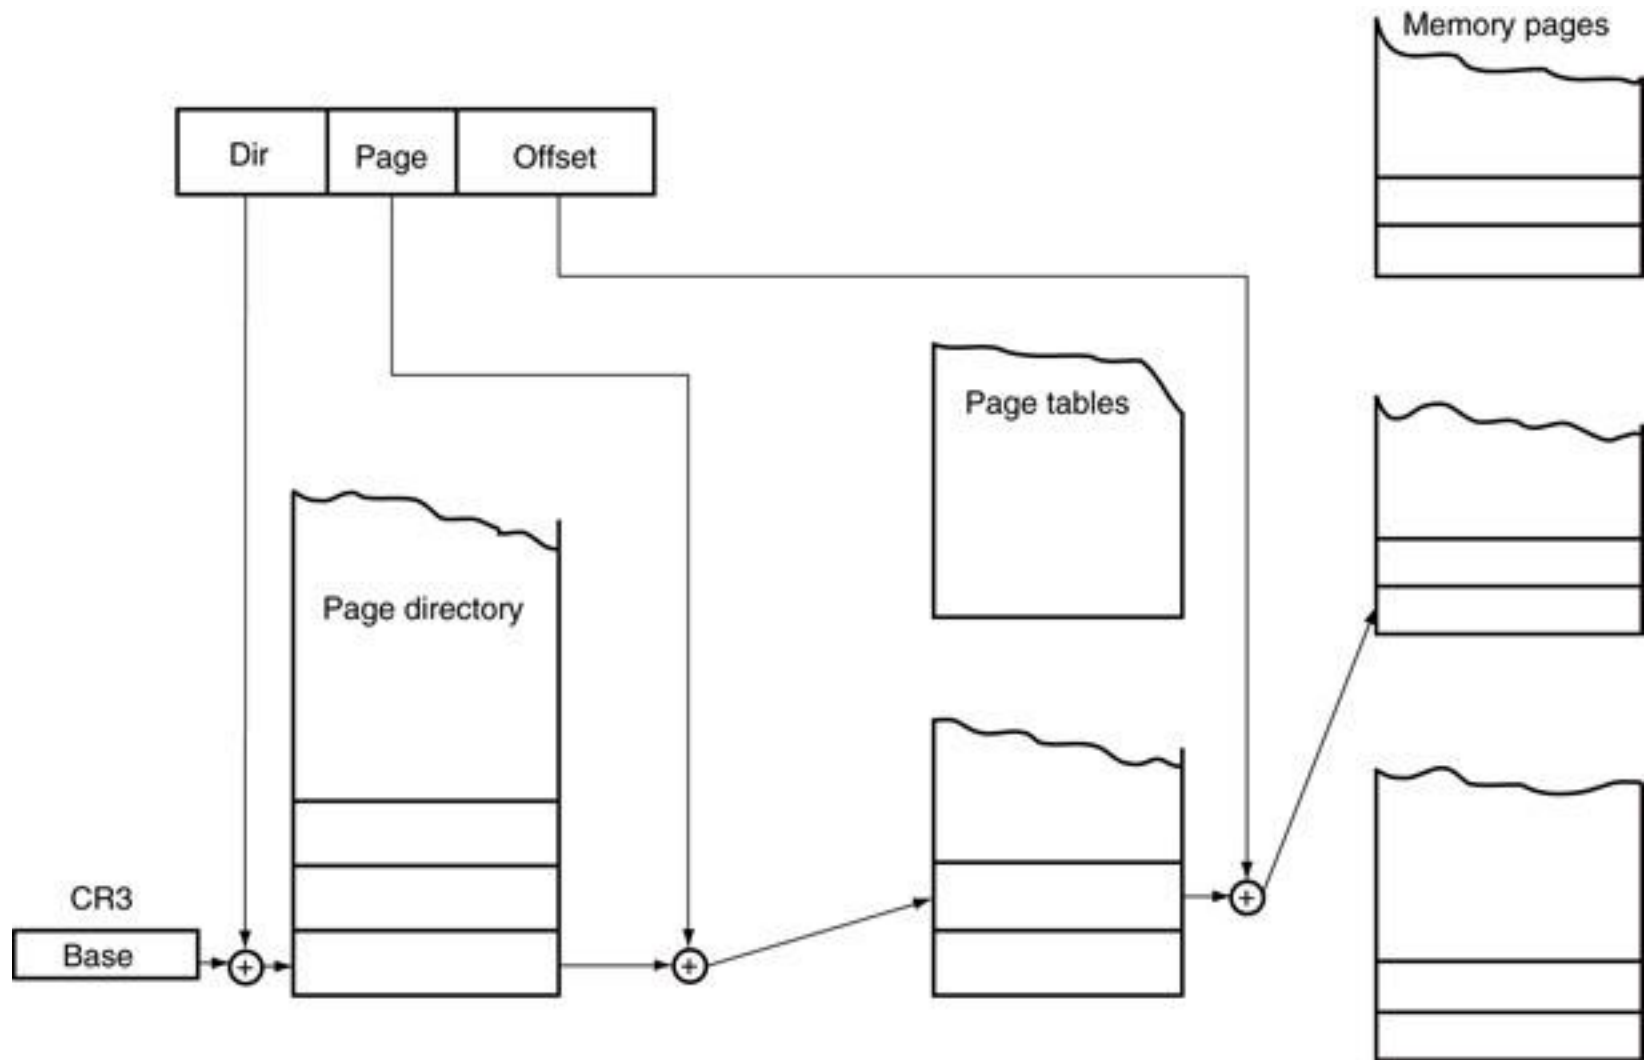 Memory pages
Dir
Page
Offset
Page tables
Page directory
CR3
Base
+
+
+